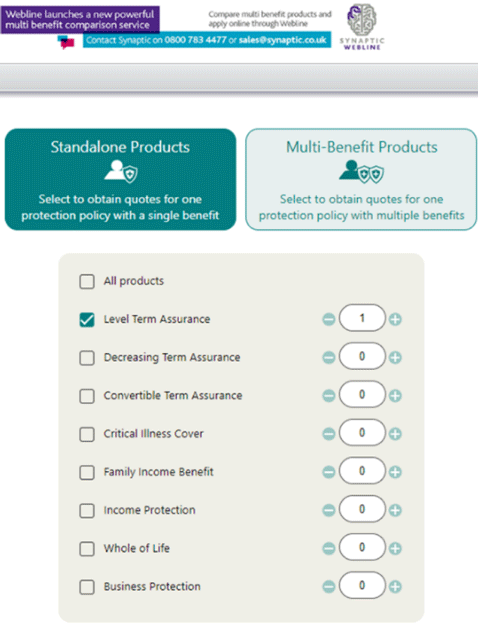 Webline launches a new powerful
multi benefit comparison service
Compare multi benefit products and
apply online through Webline
Contact Synaptic on 0800 783 4477 or sales@synaptic.co.uk
SYNAPTIC
WEBLINE
Standalone Products
Select to obtain quotes for one
protection policy with a single benefit
Multi-Benefit Products
Select to obtain quotes for one
protection policy with multiple benefits
All products
Level Term Assurance 1
Decreasing Term Assurance 0
Convertible Term Assurance 0
Critical Illness Cover 0
Family Income Benefit 0
Income Protection 0
Whole of Life 0
Business Protection 0